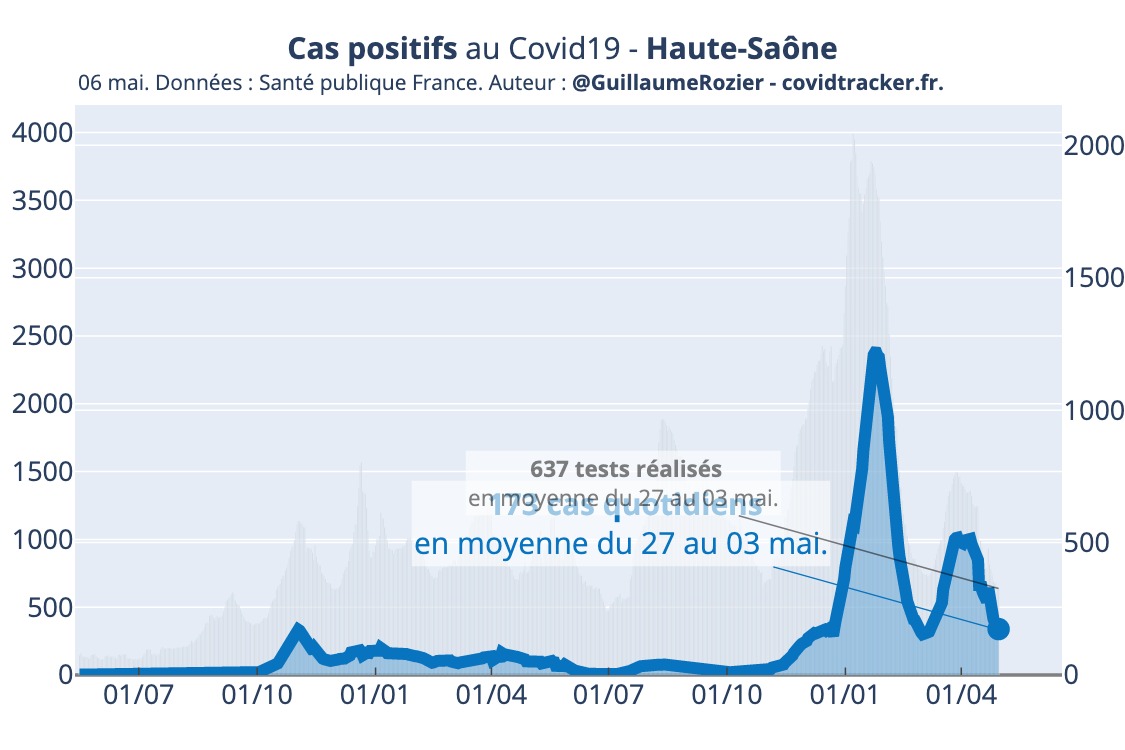 Cas positifs au Covid19 - Haute-Saône
06 mai. Données : Santé publique France. Auteur : @GuillaumeRozier - covidtracker.fr.
4000
3500
3000
2500
2000
1500
1000
500
0
2000
1500
1000
500
0
637 tests réalisés
en moyenne du 27 au 03 mai.
173 cas quotidiens
en moyenne du 27 au 03 mai.
01/07 01/10 01/01 01/04 01/07 01/10 01/01 01/04